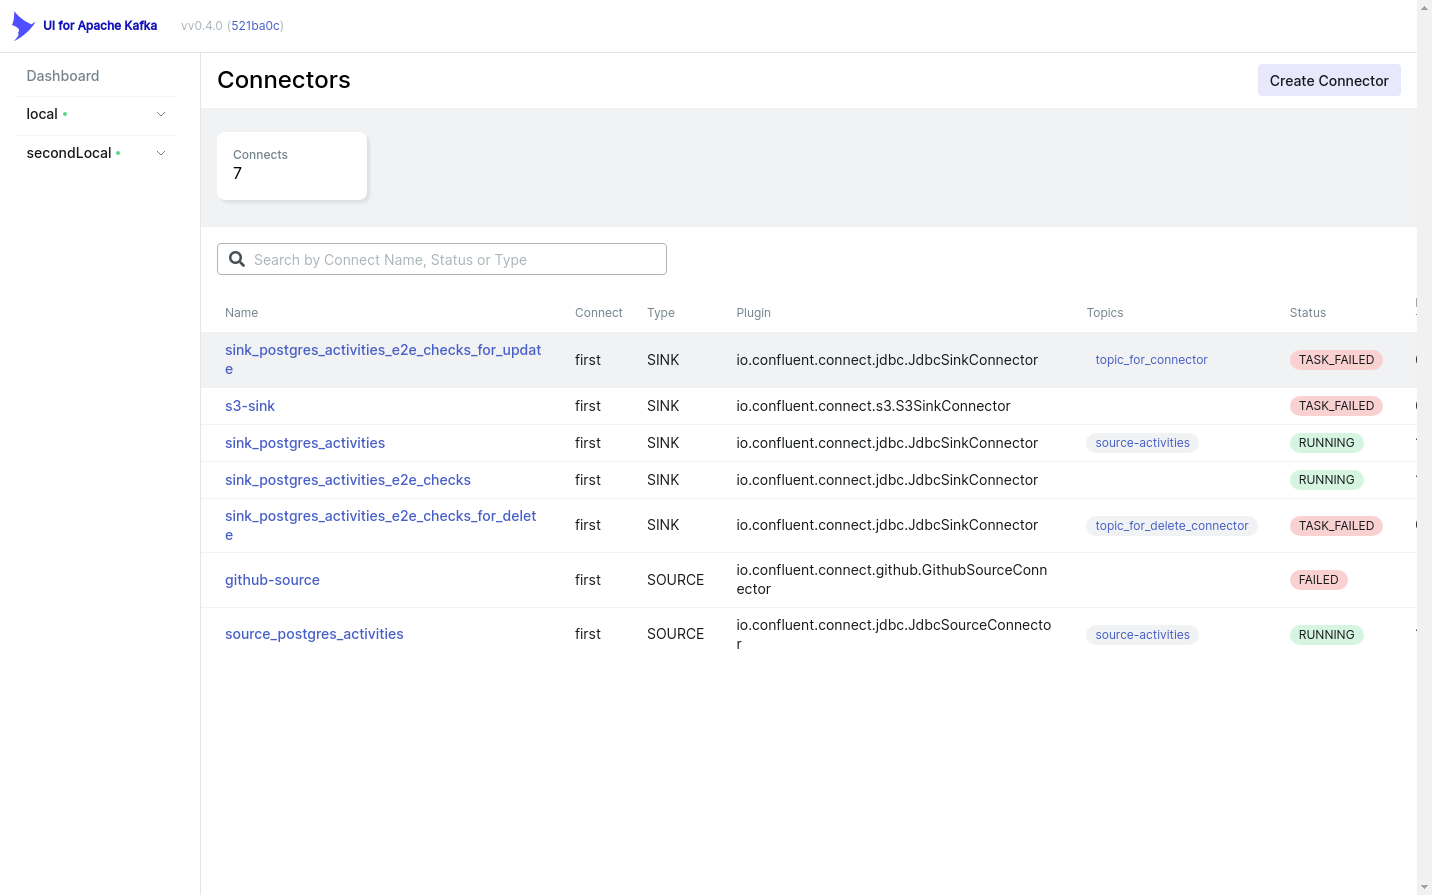 UI for Apache Kafka vv0.4.0 (521ba0c)
Dashboard
local
secondLocal
Connectors
Create Connector
Connects
7
Search by Connect Name, Status or Type
Name Connect Type Plugin Topics Status
sink_postgres_activities_e2e_checks_for_updat
e
first SINK io.confluent.connect.jdbc.JdbcSinkConnector topic_for_connector TASK_FAILED
s3-sink first SINK io.confluent.connect.s3.S3SinkConnector TASK_FAILED
sink_postgres_activities first SINK io.confluent.connect.jdbc.JdbcSinkConnector source-activities RUNNING
sink_postgres_activities_e2e_checks first SINK io.confluent.connect.jdbc.JdbcSinkConnector RUNNING
sink_postgres_activities_e2e_checks_for_delet
e
first SINK io.confluent.connect.jdbc.JdbcSinkConnector topic_for_delete_connector TASK_FAILED
github-source first SOURCE io.confluent.connect.github.GithubSourceConn
ector
FAILED
source_postgres_activities first SOURCE io.confluent.connect.jdbc.JdbcSourceConnecto
r
source-activities RUNNING